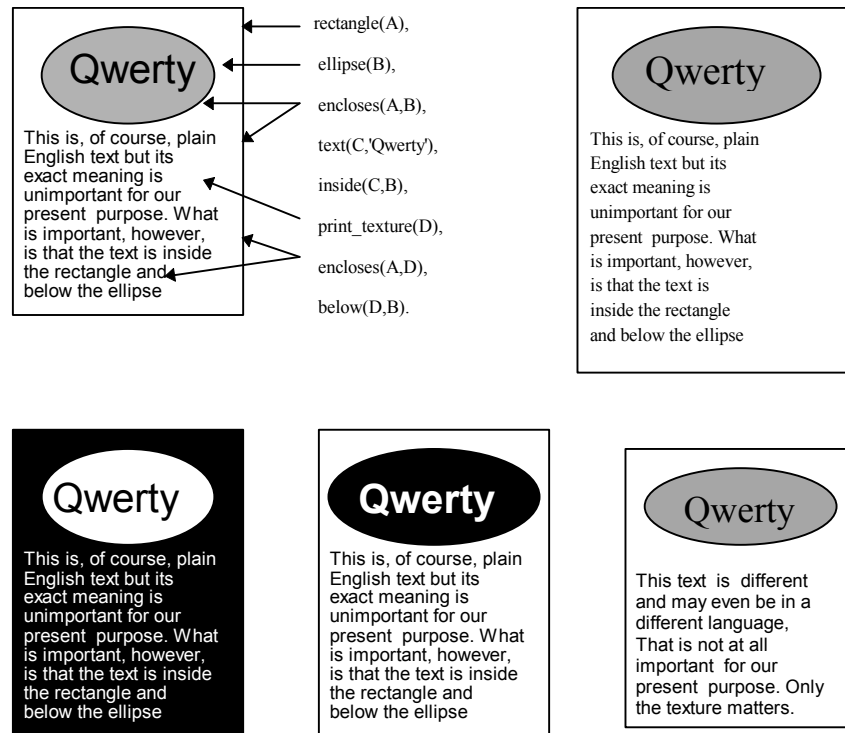 Qwerty
This is, of course, plain
English text but its
exact meaning is
unimportant for our
present purpose. What
is important, however,
is that the text is inside
the rectangle and
below the ellipse
rectangle(A),
ellipse(B),
encloses(A,B),
text(C,'Qwerty'),
inside(C,B),
print_texture(D),
encloses(A,D),
below(D,B).
Qwerty
This is, of course, plain
English text but its
exact meaning is
unimportant for our
present purpose. What
is important, however,
is that the text is
inside the rectangle
and below the ellipse
Qwerty
This is, of course, plain
English text but its
exact meaning is
unimportant for our
present purpose. What
is important, however,
is that the text is inside
the rectangle and
below the ellipse
Qwerty
This is, of course, plain
English text but its
exact meaning is
unimportant for our
present purpose. What
is important, however,
is that the text is inside
the rectangle and
below the ellipse
Qwerty
This text is different
and may even be in a
different language,
That is not at all
important for our
present purpose. Only
the texture matters.